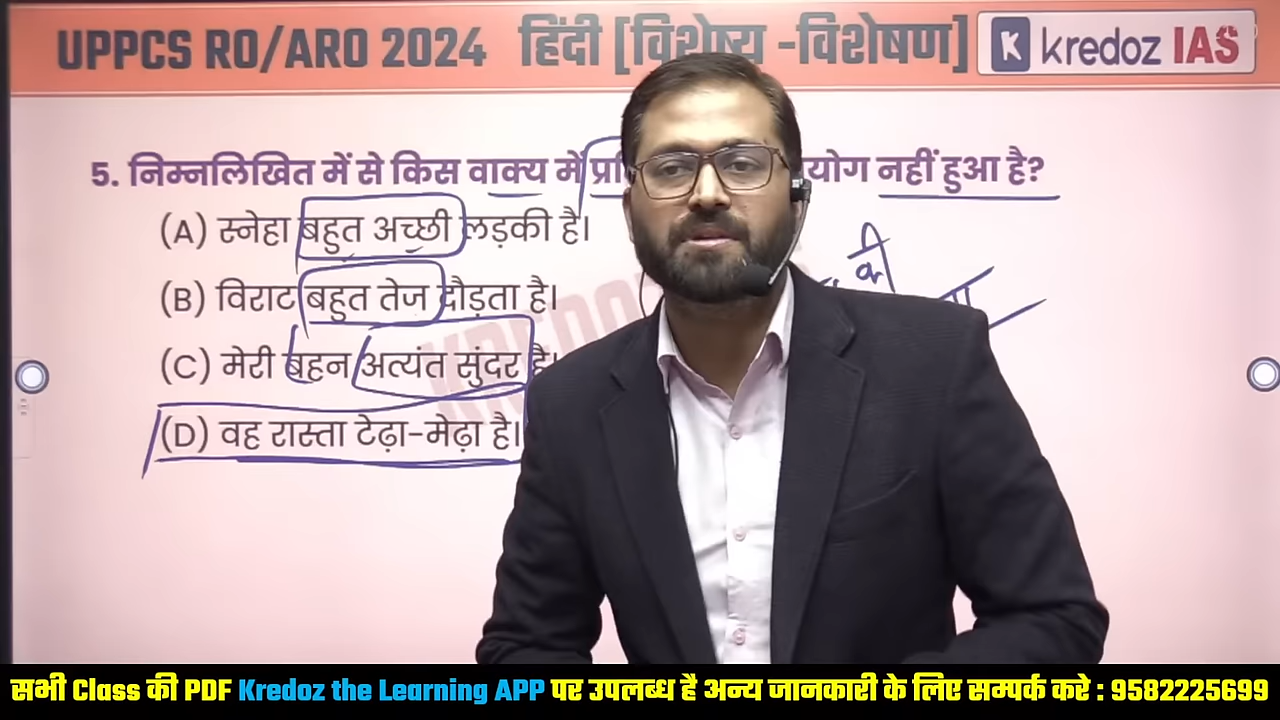 UPPCS RO/ARO 2024 हिंदी [विशेष्य -विशेषण]
kredoz IAS
5. निम्नलिखित में से किस वाक्य में नहीं हुआ है?
(A) स्नेहा बहुत अच्छी लड़की है।
(B) विराट बहुत तेज दौड़ता है।
(C) मेरी बहन अत्यंत सुंदर है।
(D) वह रास्ता टेढ़ा-मेढ़ा है।
सभी Class की PDF Kredoz the Learning APP पर उपलब्ध है अन्य जानकारी के लिए सम्पर्क करे : 9582225699